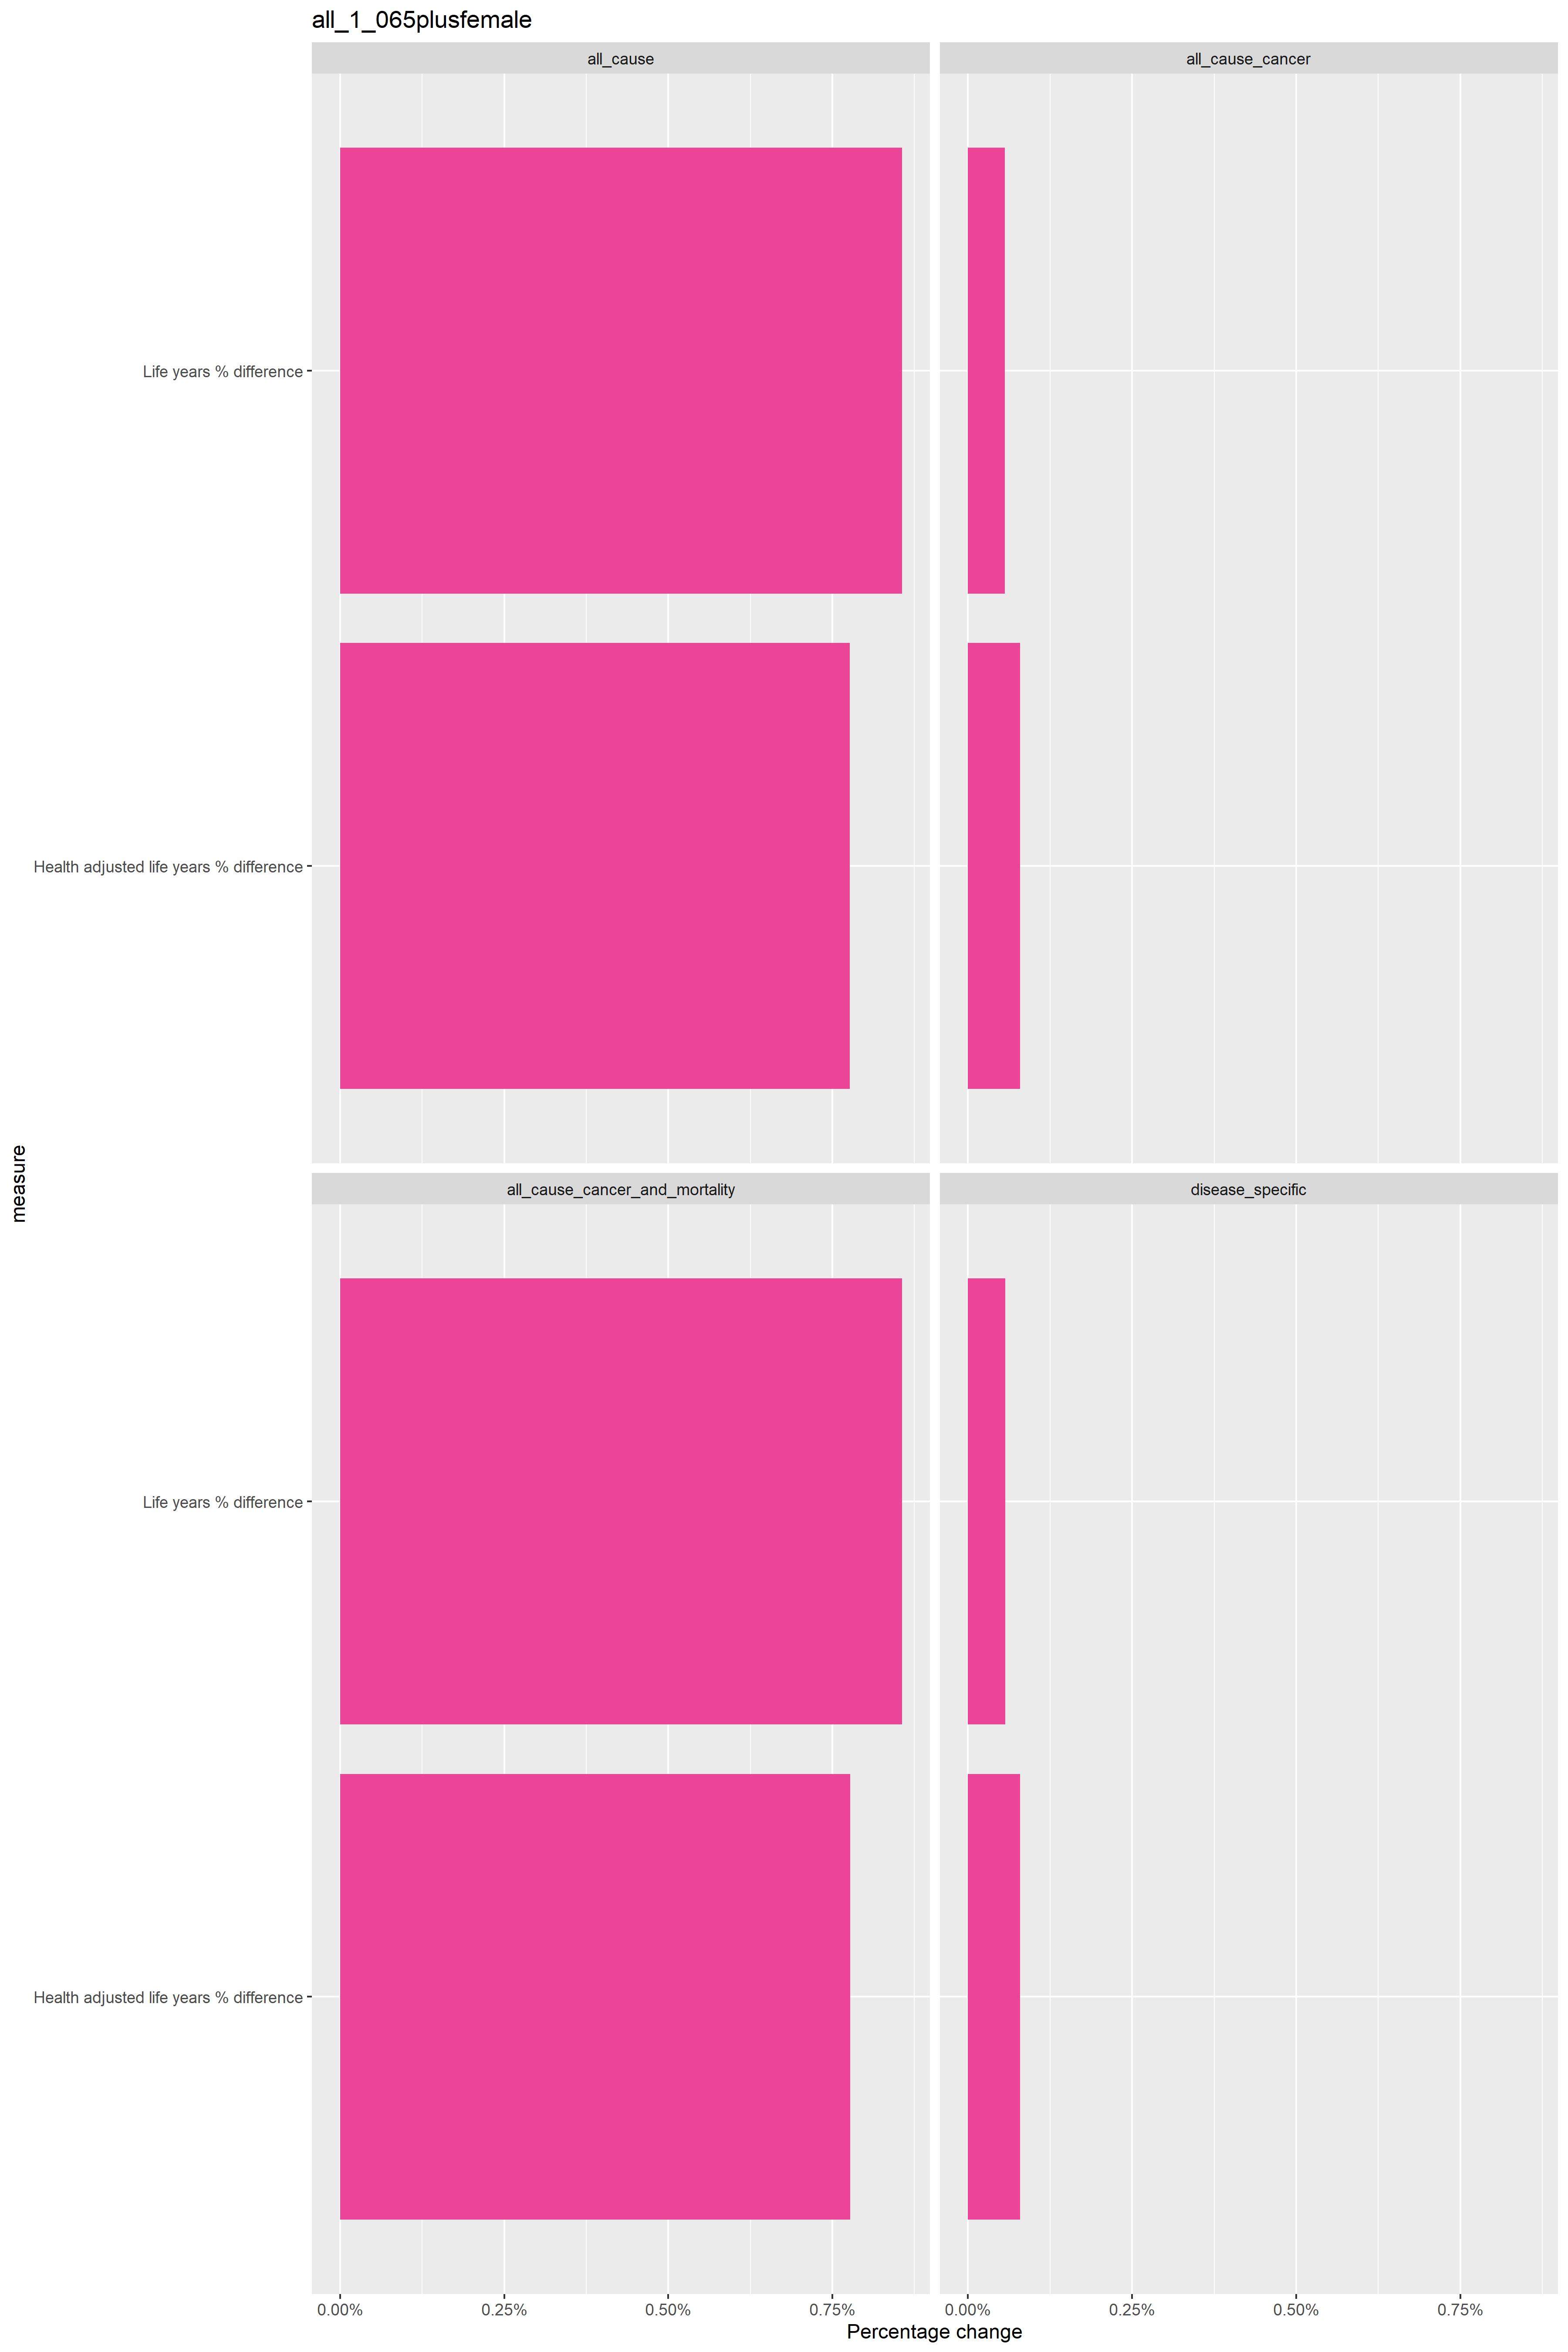 all_1_065plusfemale
all_cause
all_cause_cancer
Life years % difference
Health adjusted life years % difference
measure
all_cause_cancer_and_mortality
disease_specific
Life years % difference
Health adjusted life years % difference
0.00% 0.25% 0.50% 0.75% 0.00% 0.25% 0.50% 0.75%
Percentage change